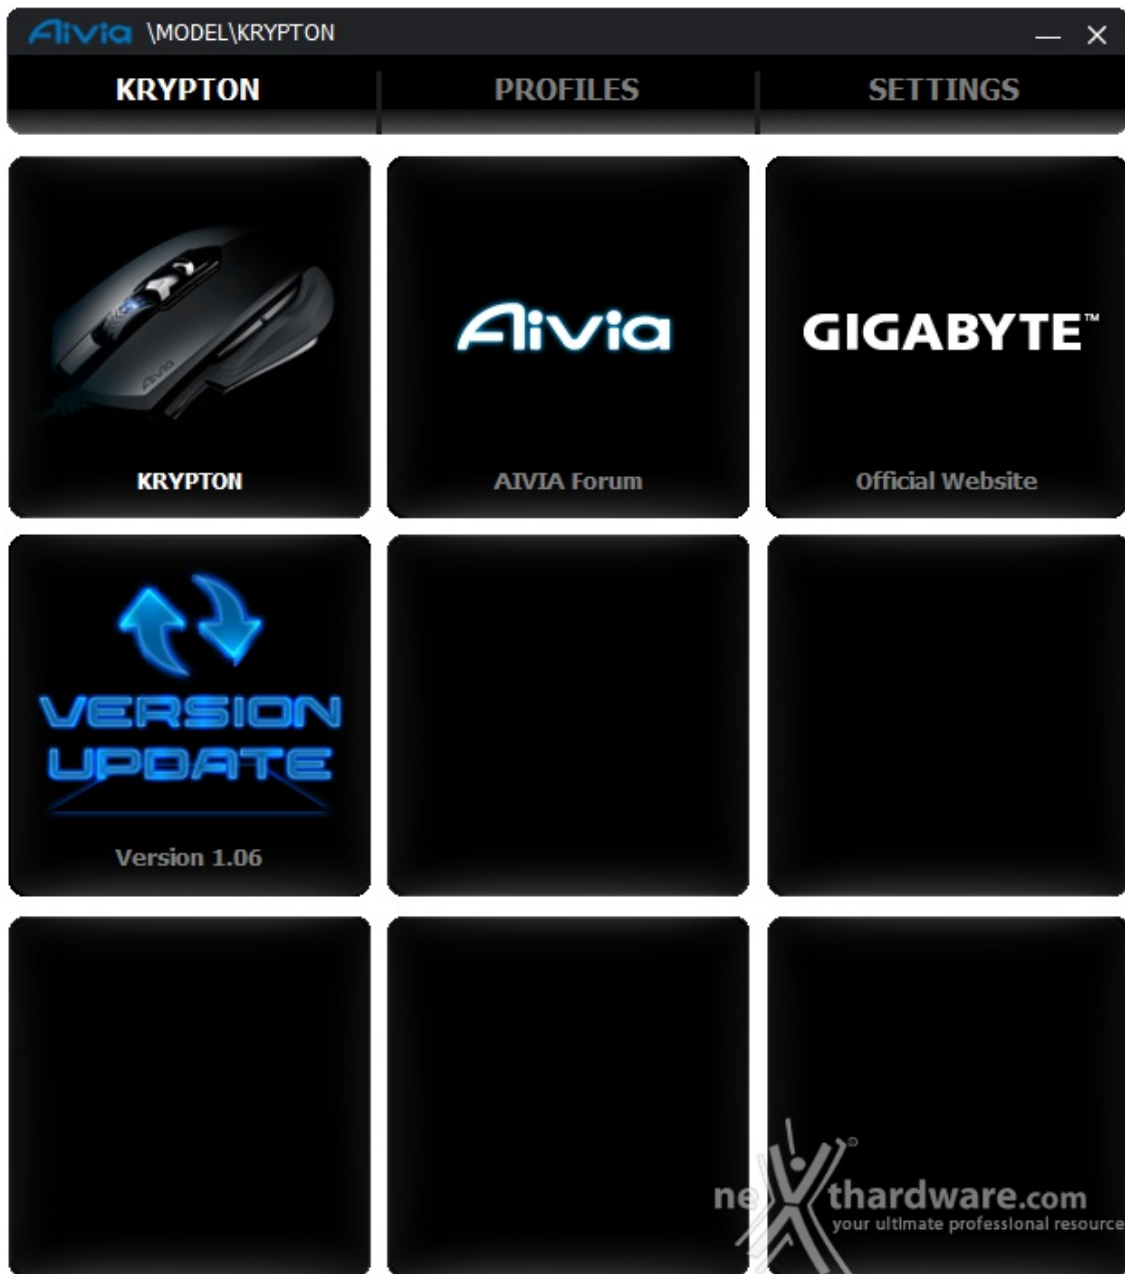 Aivia \MODEL\KRYPTON
KRYPTON PROFILES SETTINGS
Aivia
Aivia
GIGABYTE™
KRYPTON
AIVIA Forum
Official Website
VERSION
UPDATE
Version 1.06
nexthardware.com
your ultimate professional resource